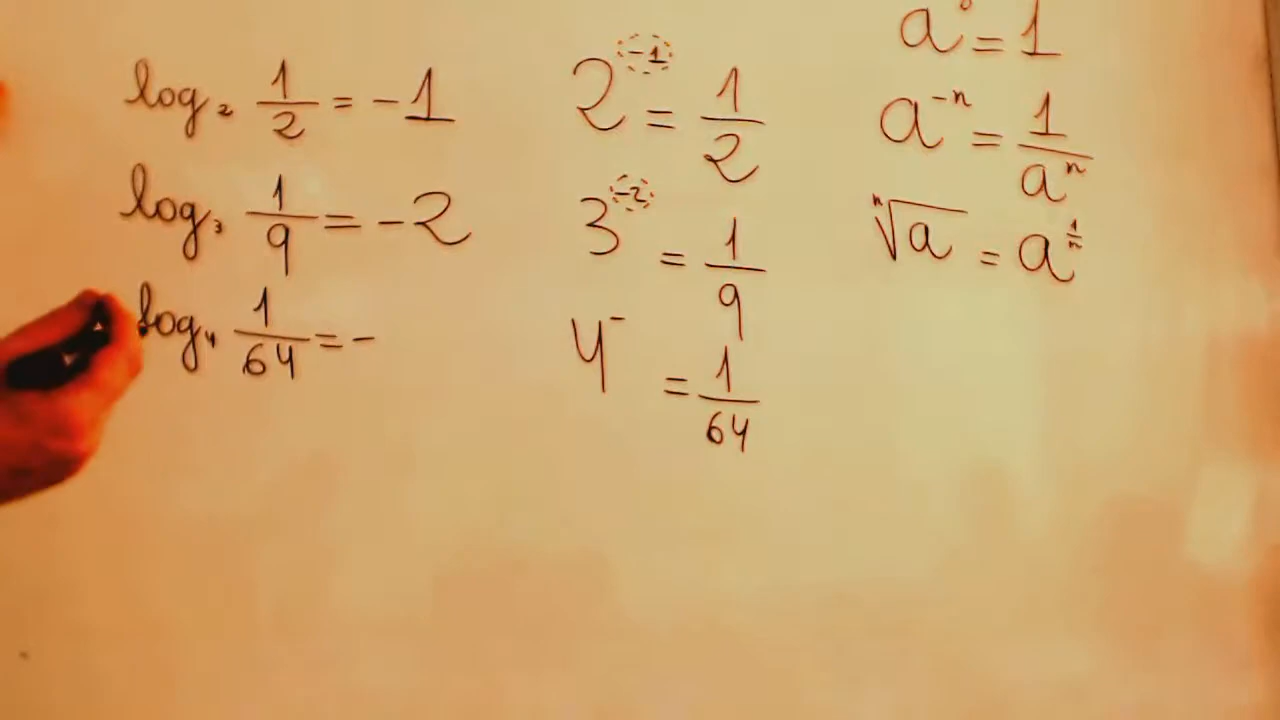 log₂ 1/2 = -1
log₃ 1/9 = -2
log₄ 1/64 = -
2⁻¹ = 1/2
3⁻² = 1/9
4⁻ = 1/64
a⁰ = 1
a⁻ⁿ = 1/aⁿ
ⁿ√a = a^(1/n)